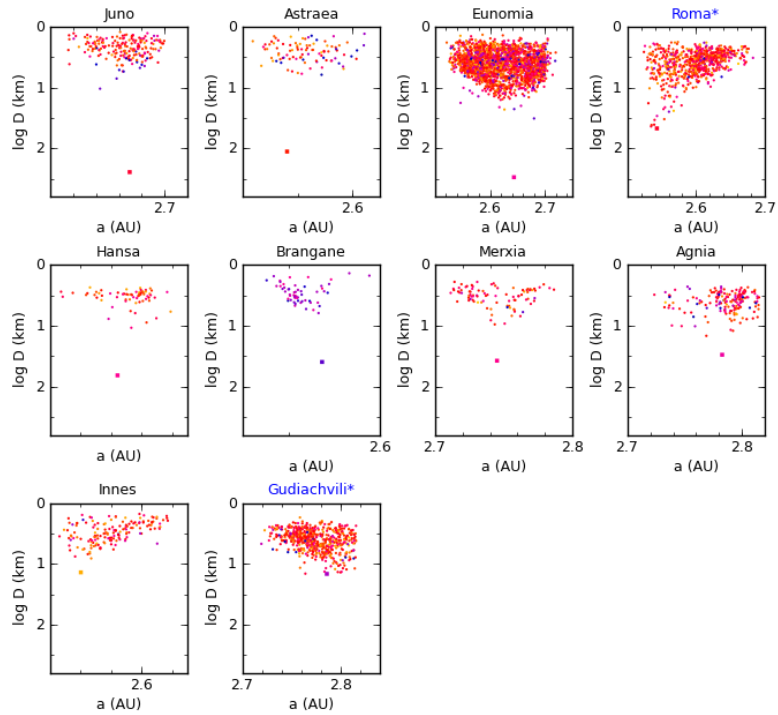 Juno
Astraea
Eunomia
Roma*
0
1
2
log D (km)
2.7
a (AU)
0
1
2
log D (km)
2.6
a (AU)
0
1
2
log D (km)
2.6 2.7
a (AU)
0
1
2
log D (km)
2.6 2.7
a (AU)
Hansa
Brangane
Merxia
Agnia
0
1
2
log D (km)
a (AU)
0
1
2
log D (km)
2.6
a (AU)
0
1
2
log D (km)
2.7 2.8
a (AU)
0
1
2
log D (km)
2.7 2.8
a (AU)
Innes
Gudiachvili*
0
1
2
log D (km)
2.6
a (AU)
0
1
2
log D (km)
2.7 2.8
a (AU)